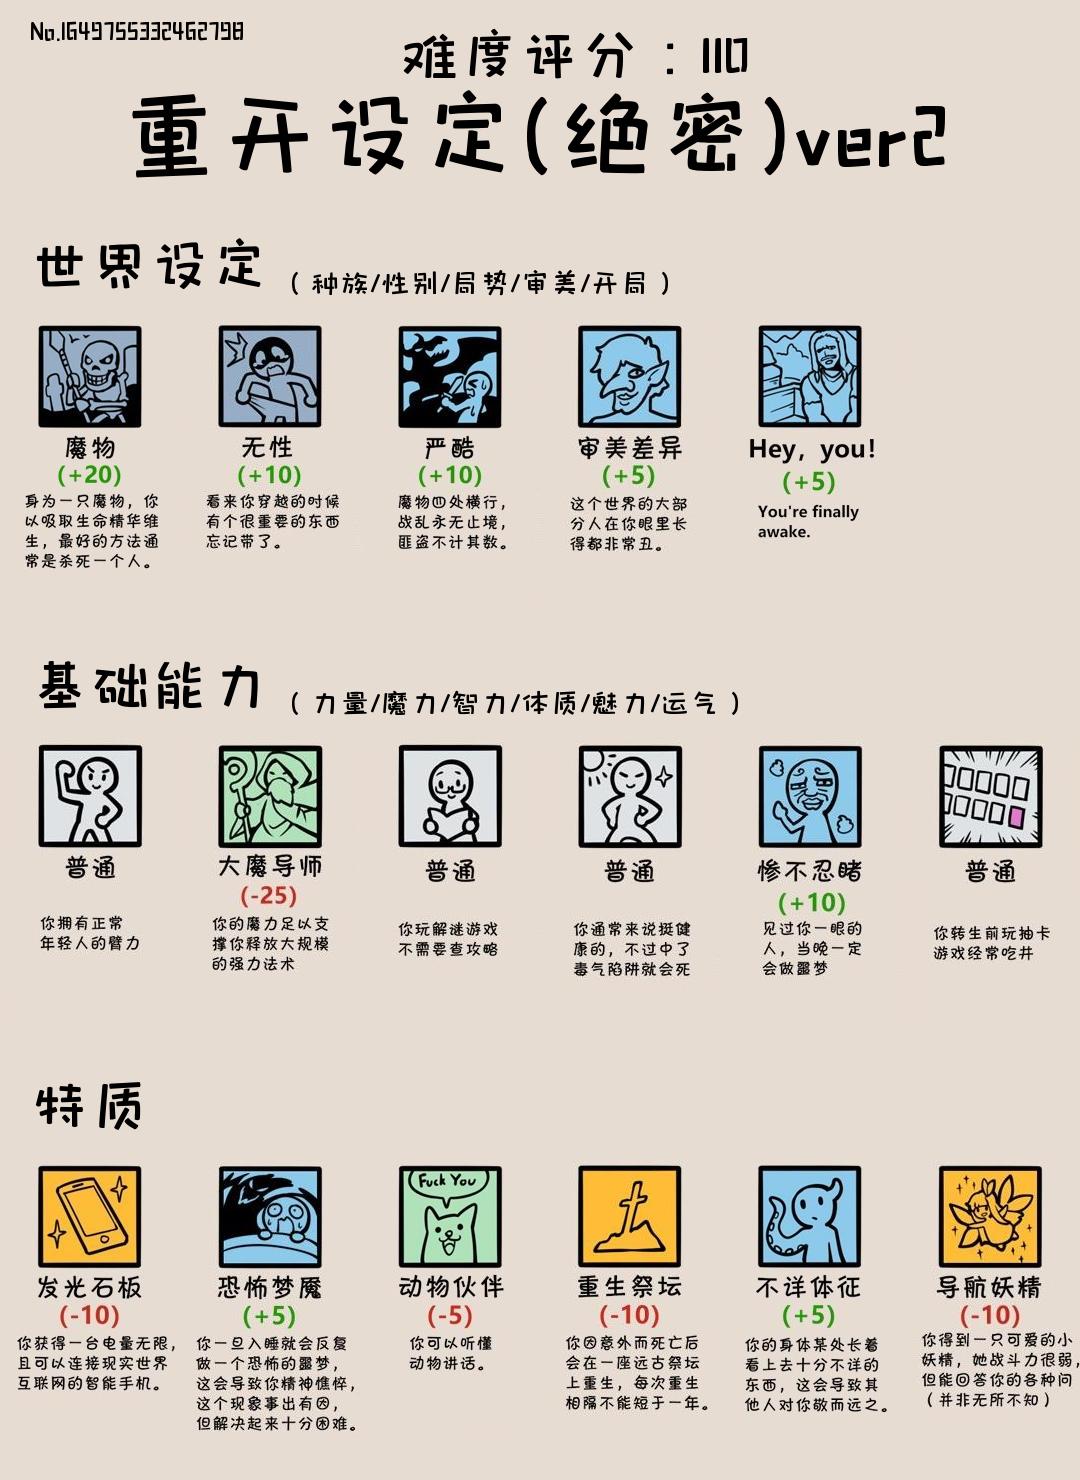 No.1649755332462798
难度评分：110
重开设定(绝密)ver2
世界设定 （种族/性别/局势/审美/开局）
魔物 无性 严酷 审美差异 Hey, you!
(+20) (+10) (+10) (+5) (+5)
身为一只魔物，你
以吸取生命精华维
生，最好的方法通
常是杀死一个人。
看来你穿越的时候
有个很重要的东西
忘记带了。
魔物四处横行，
战乱永无止境，
匪盗不计其数。
这个世界的大部
分人在你眼里长
得都非常丑。
You're finally
awake.
基础能力 （力量/魔力/智力/体质/魅力/运气）
普通 大魔导师 普通 普通 惨不忍睹 普通
(-25) (+10)
你拥有正常
年轻人的臂力
你的魔力足以支
撑你释放大规模
的强力法术
你玩解谜游戏
不需要查攻略
你通常来说挺健
康的，不过中了
毒气陷阱就会死
见过你一眼的
人，当晚一定
会做噩梦
你转生前玩抽卡
游戏经常吃井
特质
Fuck You
发光石板 恐怖梦魇 动物伙伴 重生祭坛 不详体征 导航妖精
(-10) (+5) (-5) (-10) (+5) (-10)
你获得一台电量无限，
且可以连接现实世界
互联网的智能手机。
你一旦入睡就会反复
做一个恐怖的噩梦，
这会导致你精神憔悴，
这个现象事出有因，
但解决起来十分困难。
你可以听懂
动物讲话。
你因意外而死亡后
会在一座远古祭坛
上重生，每次重生
相隔不能短于一年。
你的身体某处长着
看上去十分不详的
东西，这会导致其
他人对你敬而远之。
你得到一只可爱的小
妖精，她战斗力很弱，
但能回答你的各种问
（并非无所不知）